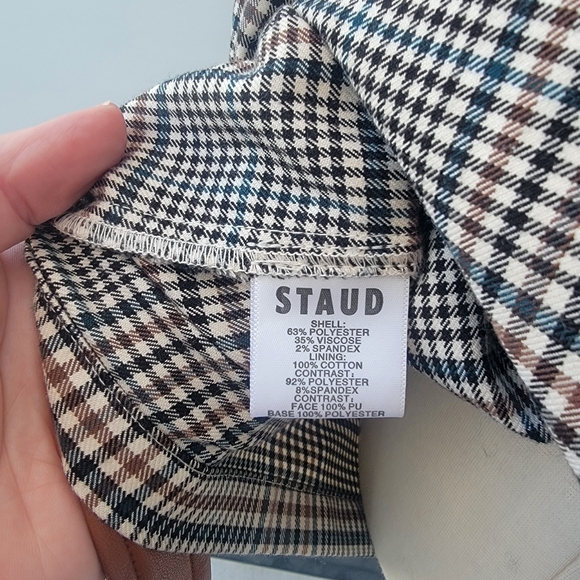 STAUD
SHELL:
63% POLYESTER
35% VISCOSE
2% SPANDEX
LINING:
100% COTTON
CONTRAST:
92% POLYESTER
8%SPANDEX
CONTRAST:
FACE 100% PU
BASE 100% POLYESTER